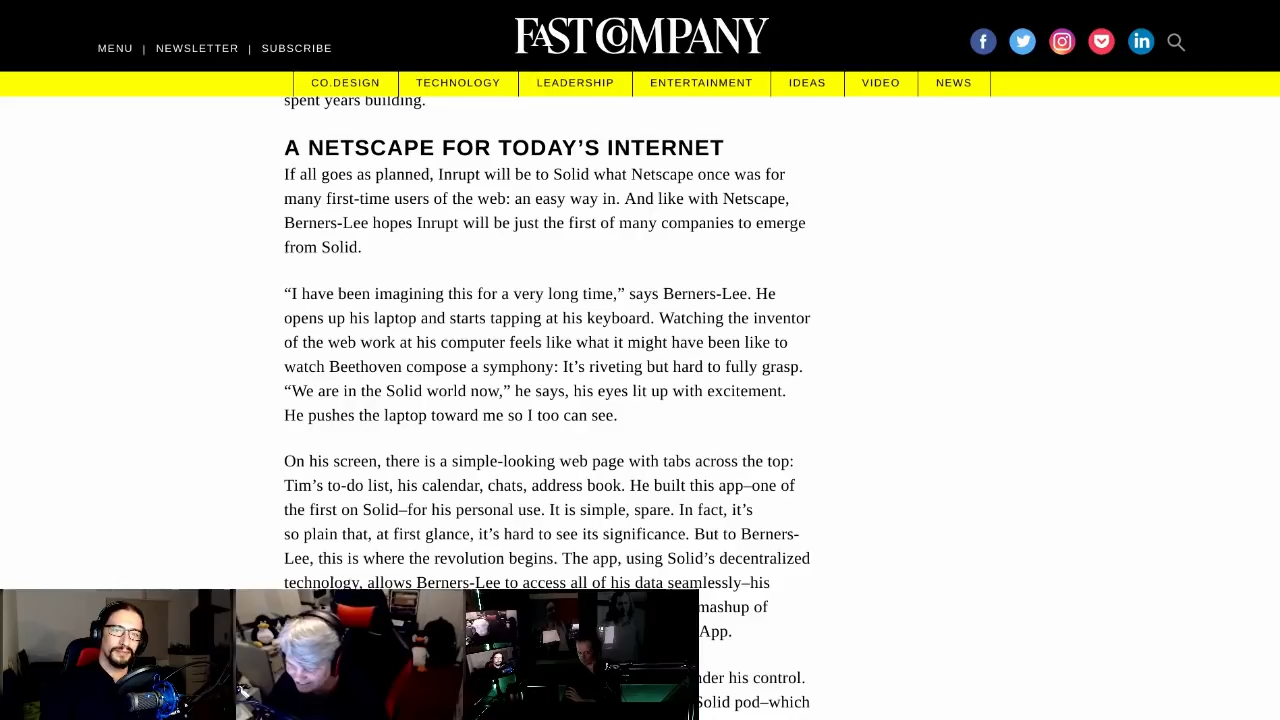 FAST COMPANY
MENU | NEWSLETTER | SUBSCRIBE
CO.DESIGN
TECHNOLOGY
LEADERSHIP
ENTERTAINMENT
IDEAS
VIDEO
NEWS
spent years building.
A NETSCAPE FOR TODAY’S INTERNET
If all goes as planned, Inrupt will be to Solid what Netscape once was for
many first-time users of the web: an easy way in. And like with Netscape,
Berners-Lee hopes Inrupt will be just the first of many companies to emerge
from Solid.
“I have been imagining this for a very long time,” says Berners-Lee. He
opens up his laptop and starts tapping at his keyboard. Watching the inventor
of the web work at his computer feels like what it might have been like to
watch Beethoven compose a symphony: It’s riveting but hard to fully grasp.
“We are in the Solid world now,” he says, his eyes lit up with excitement.
He pushes the laptop toward me so I too can see.
On his screen, there is a simple-looking web page with tabs across the top:
Tim’s to-do list, his calendar, chats, address book. He built this app–one of
the first on Solid–for his personal use. It is simple, spare. In fact, it’s
so plain that, at first glance, it’s hard to see its significance. But to Berners-
Lee, this is where the revolution begins. The app, using Solid’s decentralized
technology, allows Berners-Lee to access all of his data seamlessly–his
mashup of
App.
nder his control.
Solid pod–which